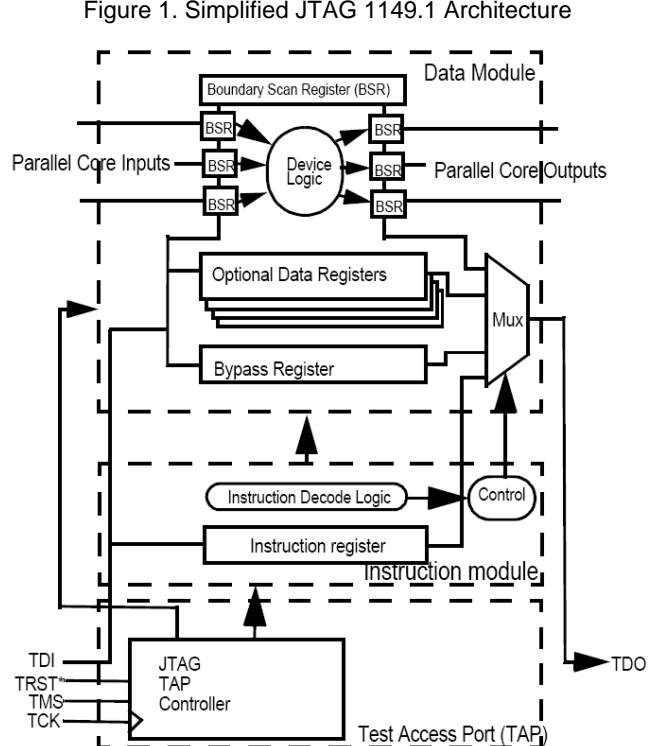 Figure 1. Simplified JTAG 1149.1 Architecture
Data Module
Boundary Scan Register (BSR)
BSR
BSR
Parallel Core Inputs
BSR
Device
Logic
BSR
Parallel Core Outputs
BSR
BSR
Optional Data Registers
Mux
Bypass Register
Instruction Decode Logic
Control
Instruction register
Instruction module
TDI
TRST*
TMS
TCK
JTAG
TAP
Controller
TDO
Test Access Port (TAP)